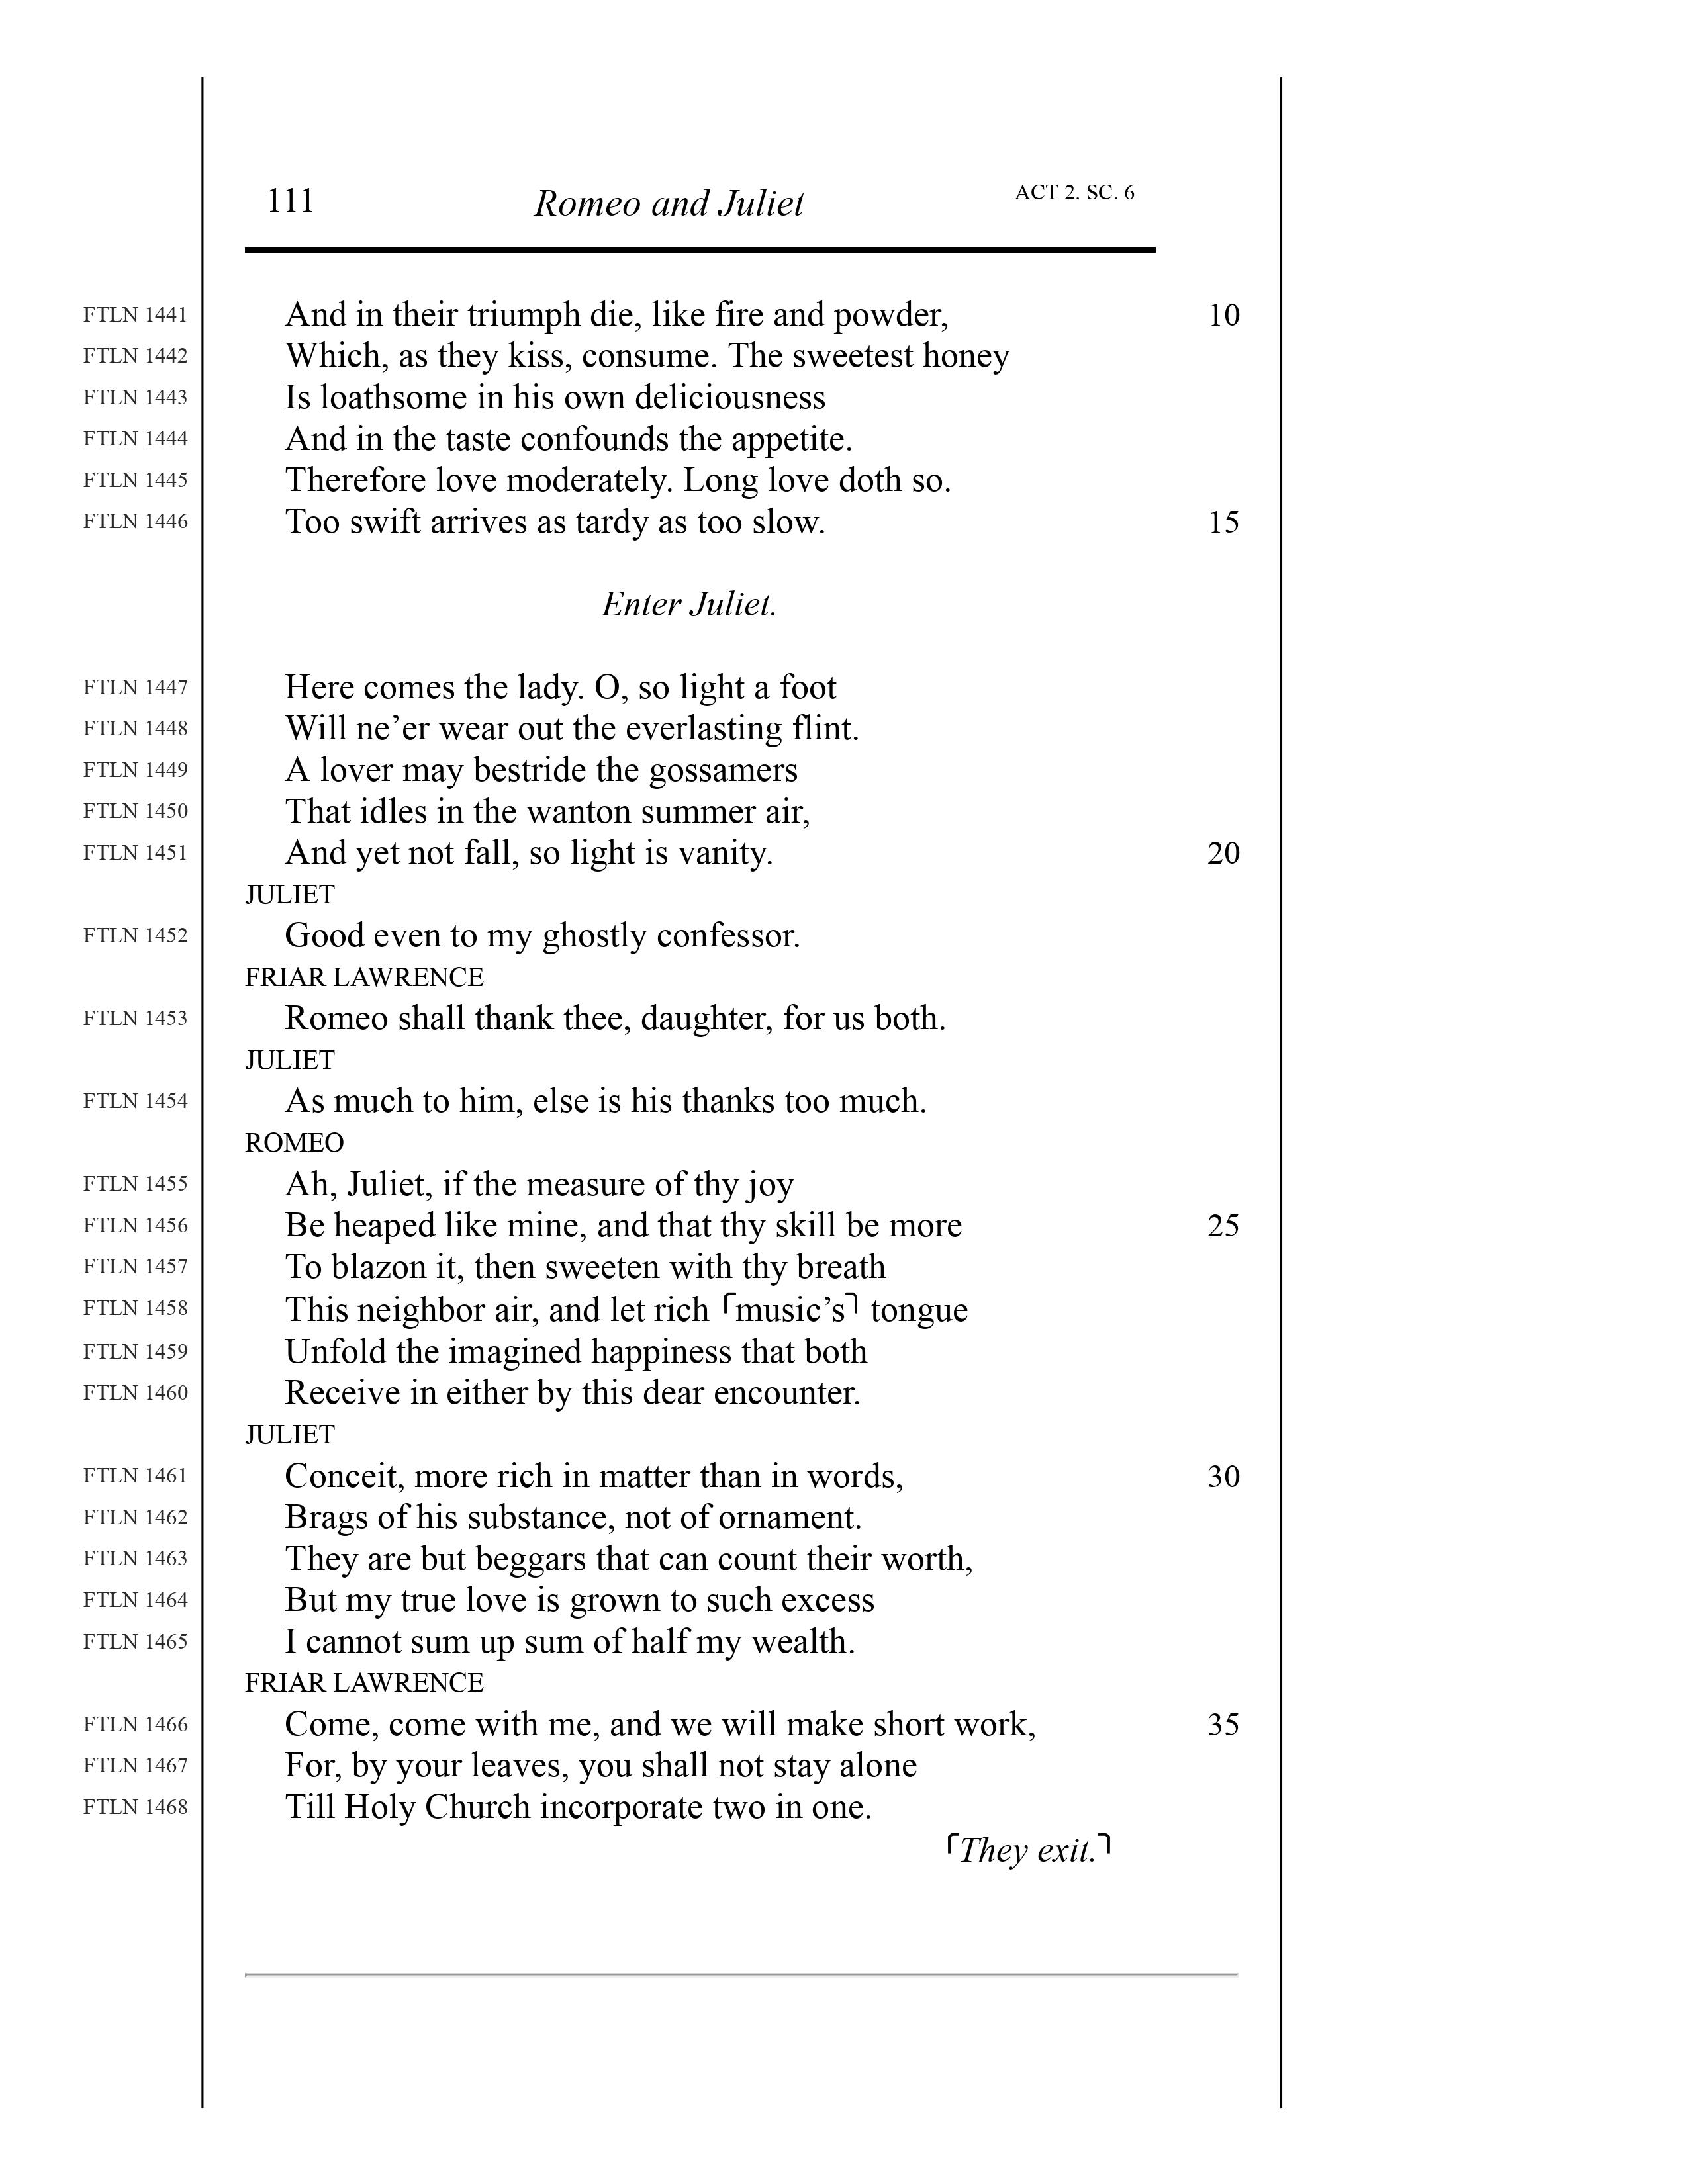 111 Romeo and Juliet ACT 2. SC. 6
FTLN 1441 And in their triumph die, like fire and powder, 10
FTLN 1442 Which, as they kiss, consume. The sweetest honey
FTLN 1443 Is loathsome in his own deliciousness
FTLN 1444 And in the taste confounds the appetite.
FTLN 1445 Therefore love moderately. Long love doth so.
FTLN 1446 Too swift arrives as tardy as too slow. 15
Enter Juliet.
FTLN 1447 Here comes the lady. O, so light a foot
FTLN 1448 Will ne’er wear out the everlasting flint.
FTLN 1449 A lover may bestride the gossamers
FTLN 1450 That idles in the wanton summer air,
FTLN 1451 And yet not fall, so light is vanity. 20
JULIET
FTLN 1452 Good even to my ghostly confessor.
FRIAR LAWRENCE
FTLN 1453 Romeo shall thank thee, daughter, for us both.
JULIET
FTLN 1454 As much to him, else is his thanks too much.
ROMEO
FTLN 1455 Ah, Juliet, if the measure of thy joy
FTLN 1456 Be heaped like mine, and that thy skill be more 25
FTLN 1457 To blazon it, then sweeten with thy breath
FTLN 1458 This neighbor air, and let rich ⌜music’s⌝ tongue
FTLN 1459 Unfold the imagined happiness that both
FTLN 1460 Receive in either by this dear encounter.
JULIET
FTLN 1461 Conceit, more rich in matter than in words, 30
FTLN 1462 Brags of his substance, not of ornament.
FTLN 1463 They are but beggars that can count their worth,
FTLN 1464 But my true love is grown to such excess
FTLN 1465 I cannot sum up sum of half my wealth.
FRIAR LAWRENCE
FTLN 1466 Come, come with me, and we will make short work, 35
FTLN 1467 For, by your leaves, you shall not stay alone
FTLN 1468 Till Holy Church incorporate two in one.
⌜They exit.⌝